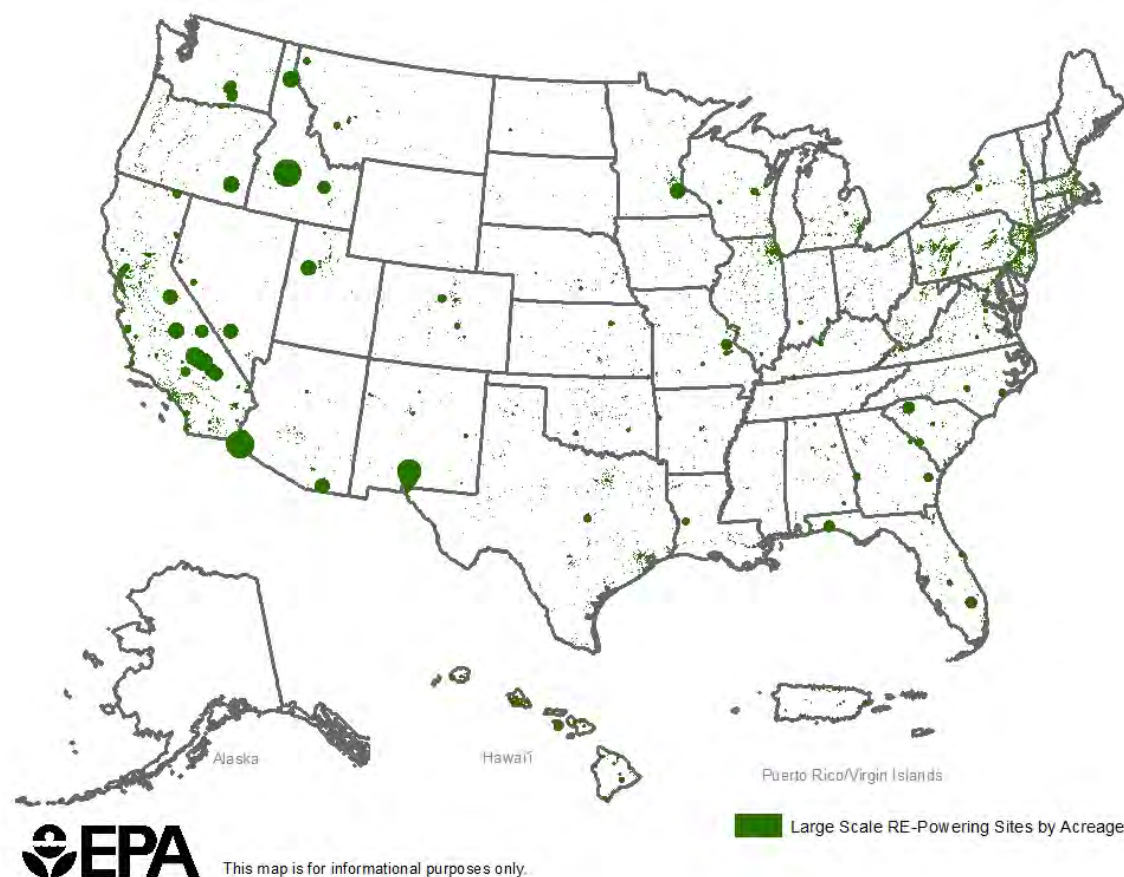 Alaska
Hawai'i
Puerto Rico/Virgin Islands
Large Scale RE-Powering Sites by Acreage
EPA
This map is for informational purposes only.